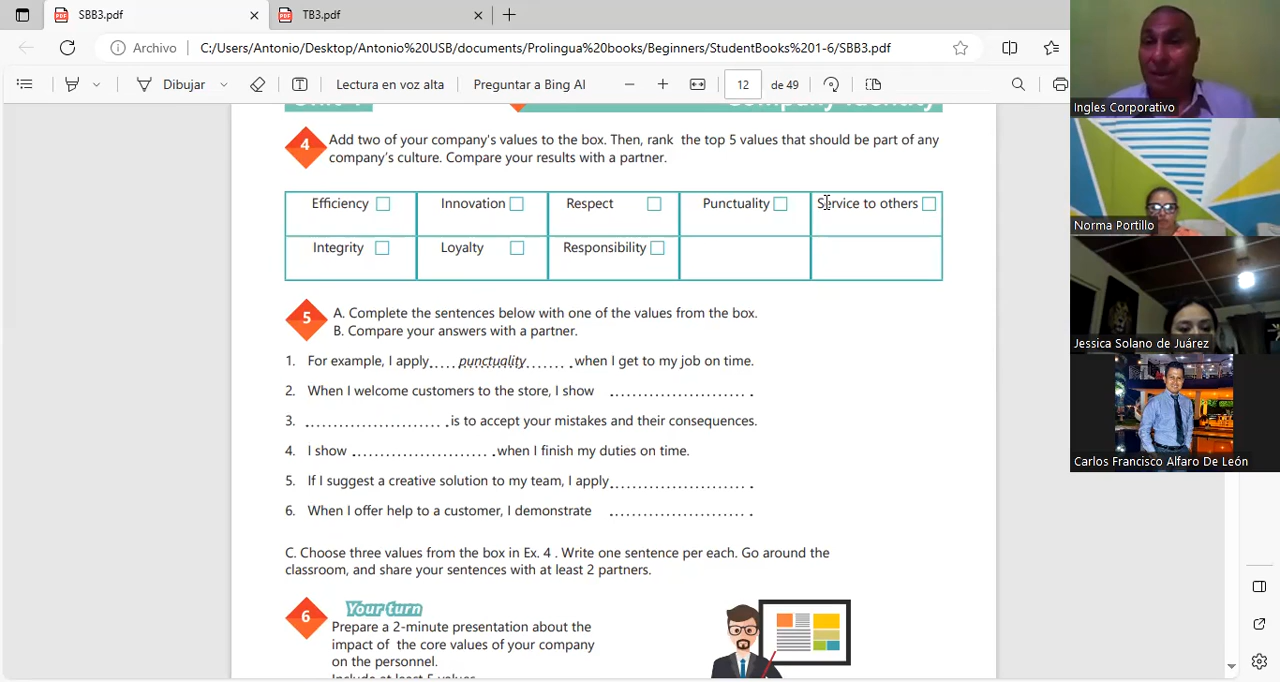 SBB3.pdf
TB3.pdf
Archivo
C:/Users/Antonio/Desktop/Antonio%20USB/documents/Prolingua%20books/Beginners/StudentBooks%201-6/SBB3.pdf
Dibujar
Lectura en voz alta
Preguntar a Bing AI
12
de 49
Company Identity
4
Add two of your company's values to the box. Then, rank the top 5 values that should be part of any
company's culture. Compare your results with a partner.
Efficiency
Innovation
Respect
Punctuality
Service to others
Integrity
Loyalty
Responsibility
5
A. Complete the sentences below with one of the values from the box.
B. Compare your answers with a partner.
1. For example, I apply.....punctuality........when I get to my job on time.
2. When I welcome customers to the store, I show ........................ .
3. ........................ is to accept your mistakes and their consequences.
4. I show ........................ when I finish my duties on time.
5. If I suggest a creative solution to my team, I apply........................ .
6. When I offer help to a customer, I demonstrate ........................ .
C. Choose three values from the box in Ex. 4 . Write one sentence per each. Go around the
classroom, and share your sentences with at least 2 partners.
6
Your turn
Prepare a 2-minute presentation about the
impact of the core values of your company
on the personnel.
Include at least 5 values
Ingles Corporativo
Norma Portillo
Jessica Solano de Juárez
Carlos Francisco Alfaro De León